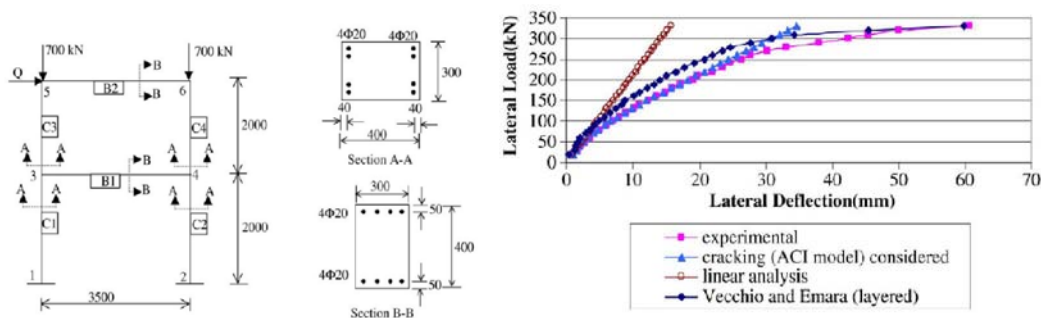 700 kN 700 kN
Q
5 B2 6
B
B
C3 C4
2000
A A A A
B
3 B1 4
B
A A A A
C1 C2
2000
1 2
3500
4Φ20 4Φ20
300
40 40
400
Section A-A
300
4Φ20
50
400
4Φ20
50
Section B-B
Lateral Load(kN)
350
300
250
200
150
100
50
0
0 10 20 30 40 50 60 70
Lateral Deflection(mm)
experimental
cracking (ACI model) considered
linear analysis
Vecchio and Emara (layered)